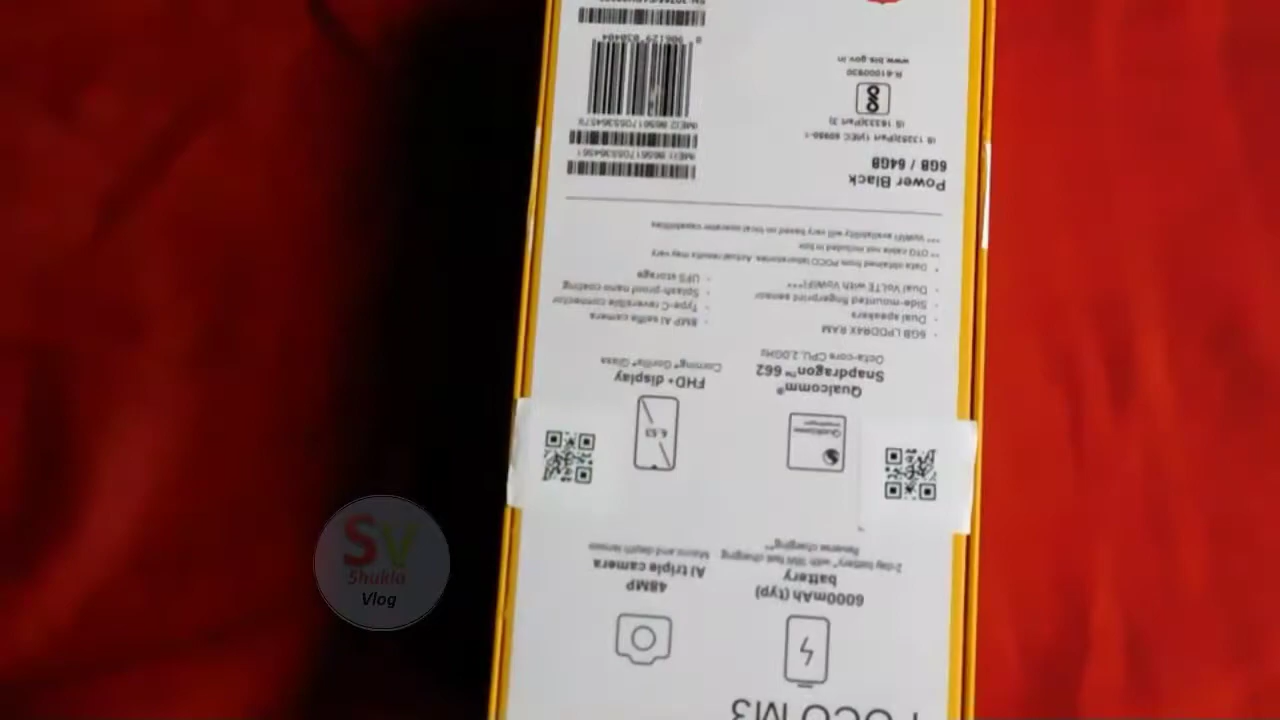 POCO M3
6000mAh (typ)
battery
2-day battery* with 18W fast charging
Reverse charging**
48MP
AI triple camera
Macro and depth lenses
Qualcomm
snapdragon
Qualcomm®
Snapdragon™ 662
Octa-core CPU, 2.0GHz
6.53
FHD+ display
Corning® Gorilla® Glass
- 6GB LPDDR4X RAM
- Dual speakers
- Side-mounted fingerprint sensor
- Dual VoLTE with VoWiFi***
- 8MP AI selfie camera
- Type-C reversible connector
- Splash-proof nano coating
- UFS storage
* Data obtained from POCO laboratories. Actual results may vary
** OTG cable not included in box
*** VoWiFi availability will vary based on local operator capabilities
Power Black
6GB / 64GB
IS 13252(Part 1)/IEC 60950-1
IS 16333(Part 3)
www.bis.gov.in
SV
Shukla
Vlog